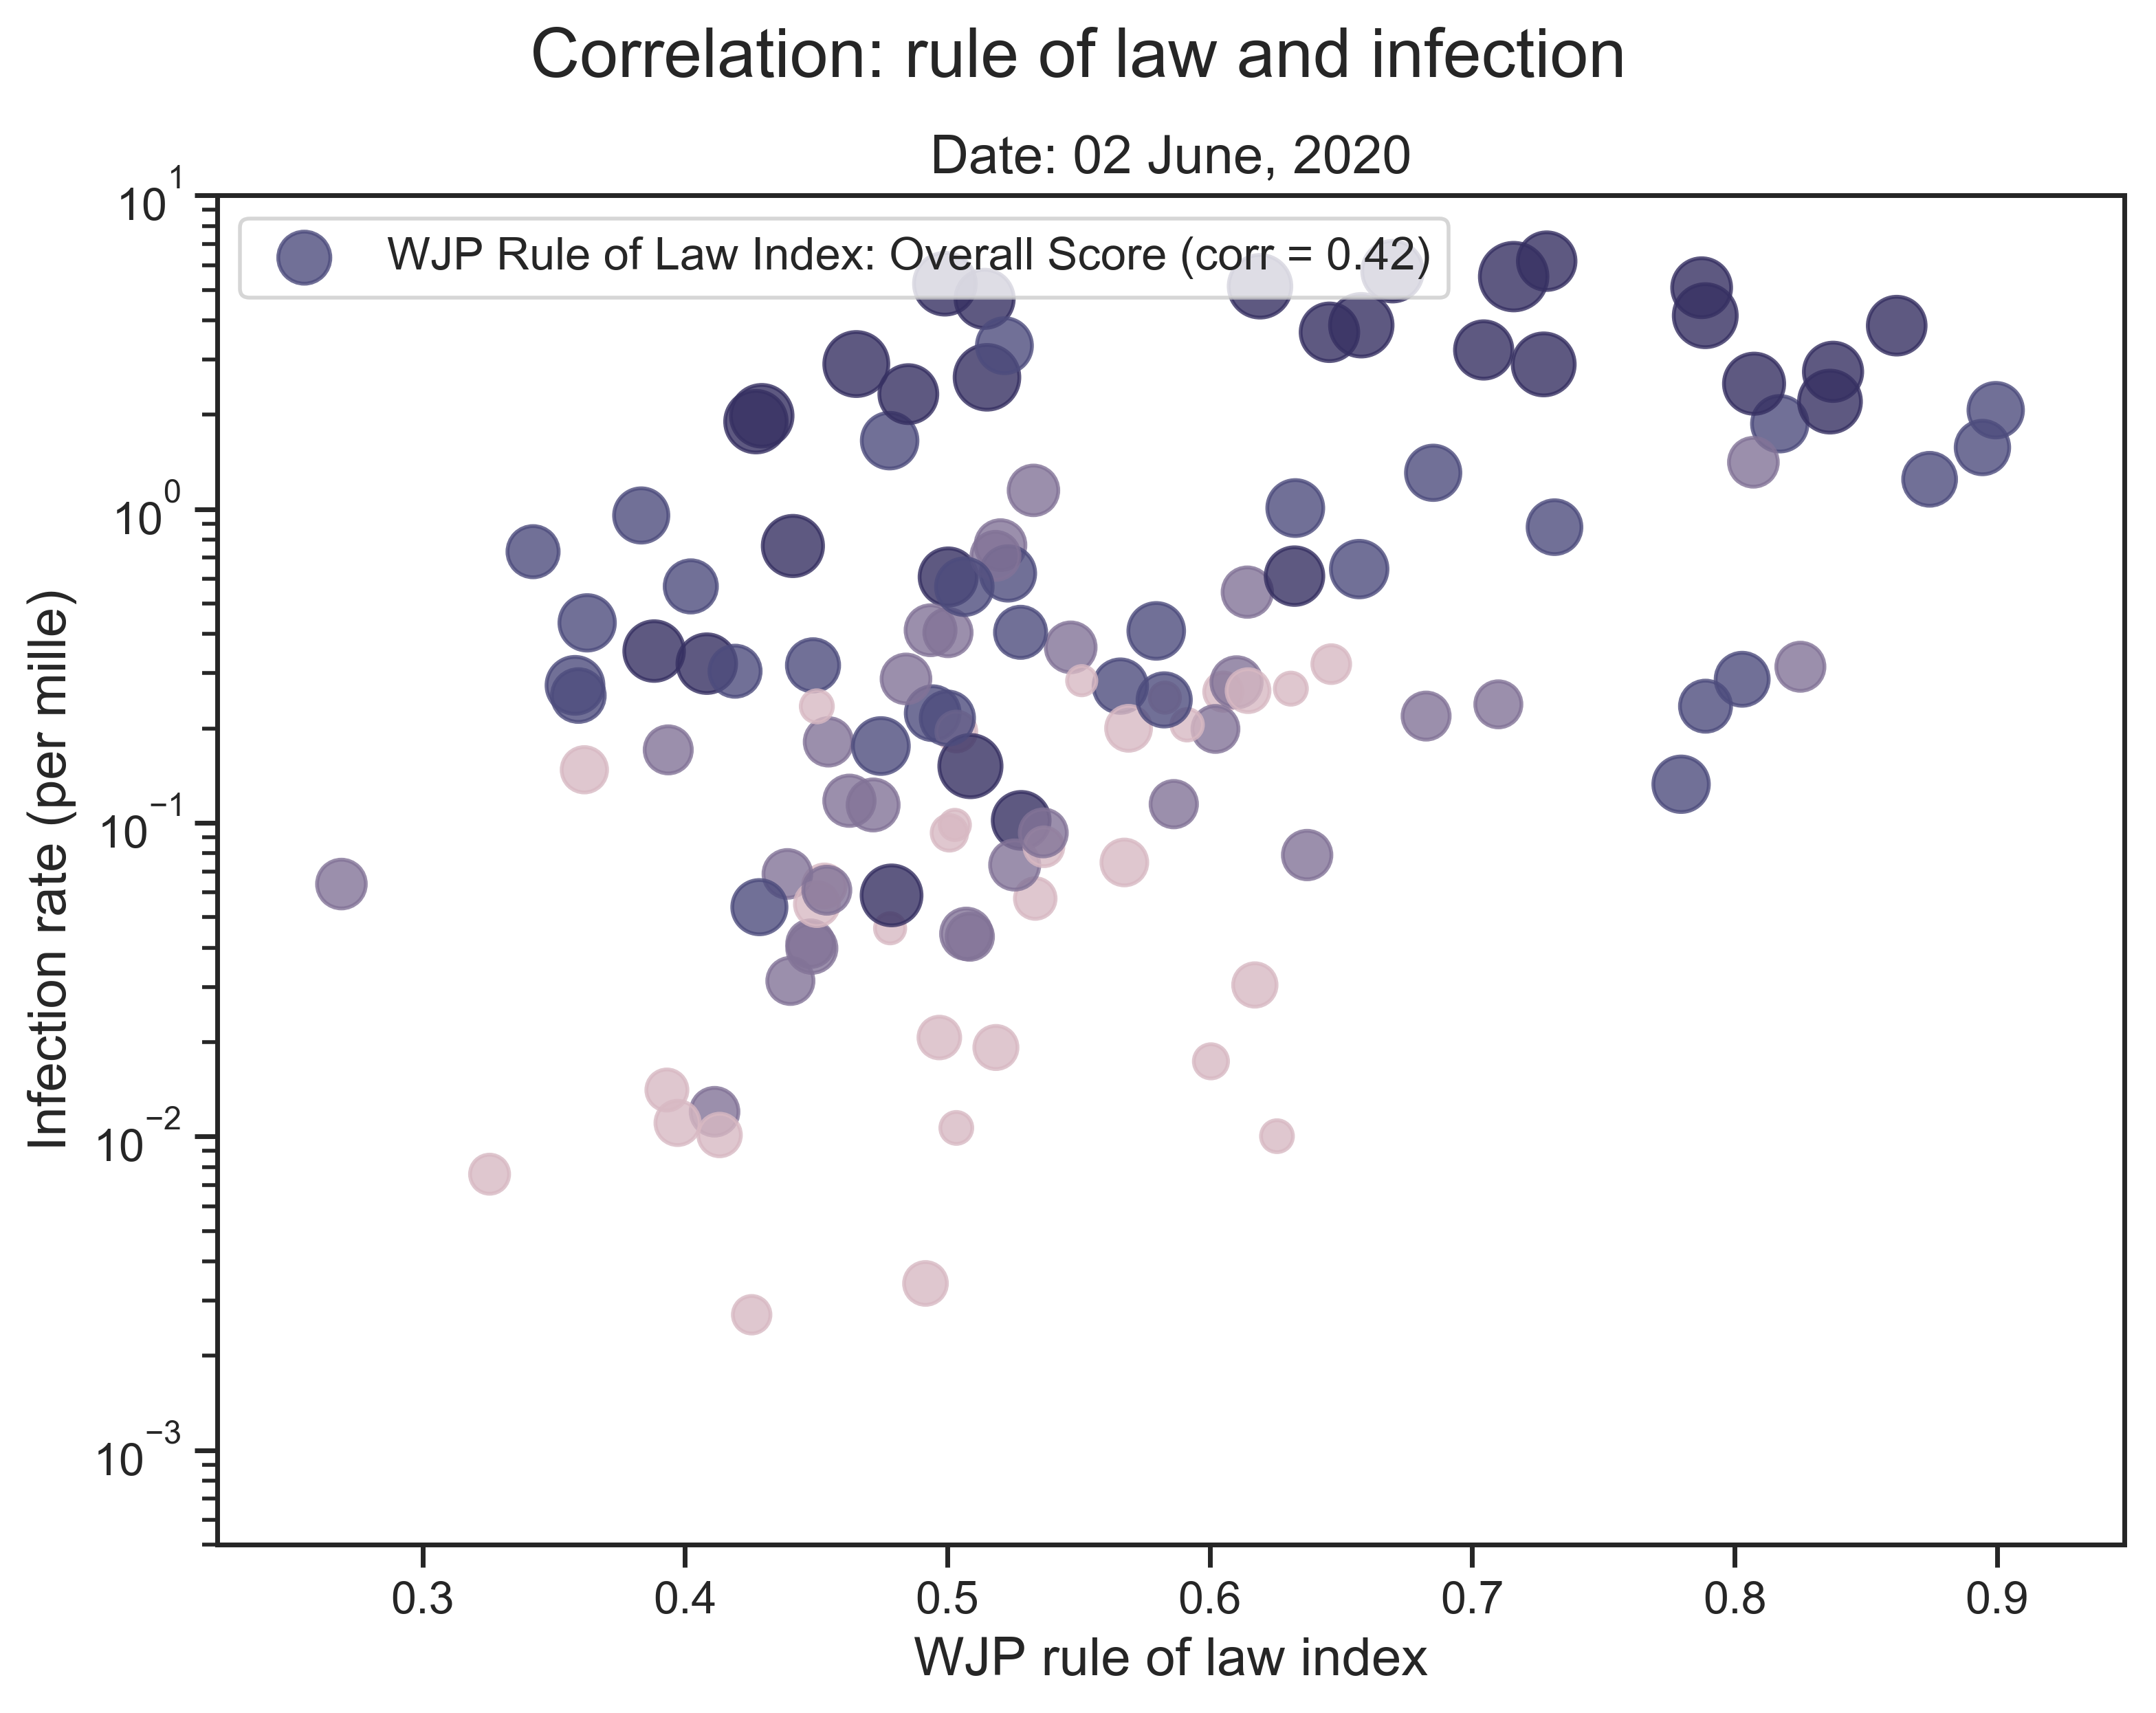 Correlation: rule of law and infection
Date: 02 June, 2020
WJP Rule of Law Index: Overall Score (corr = 0.42)
Infection rate (per mille)
10^1
10^0
10^−1
10^−2
10^−3
0.3 0.4 0.5 0.6 0.7 0.8 0.9
WJP rule of law index